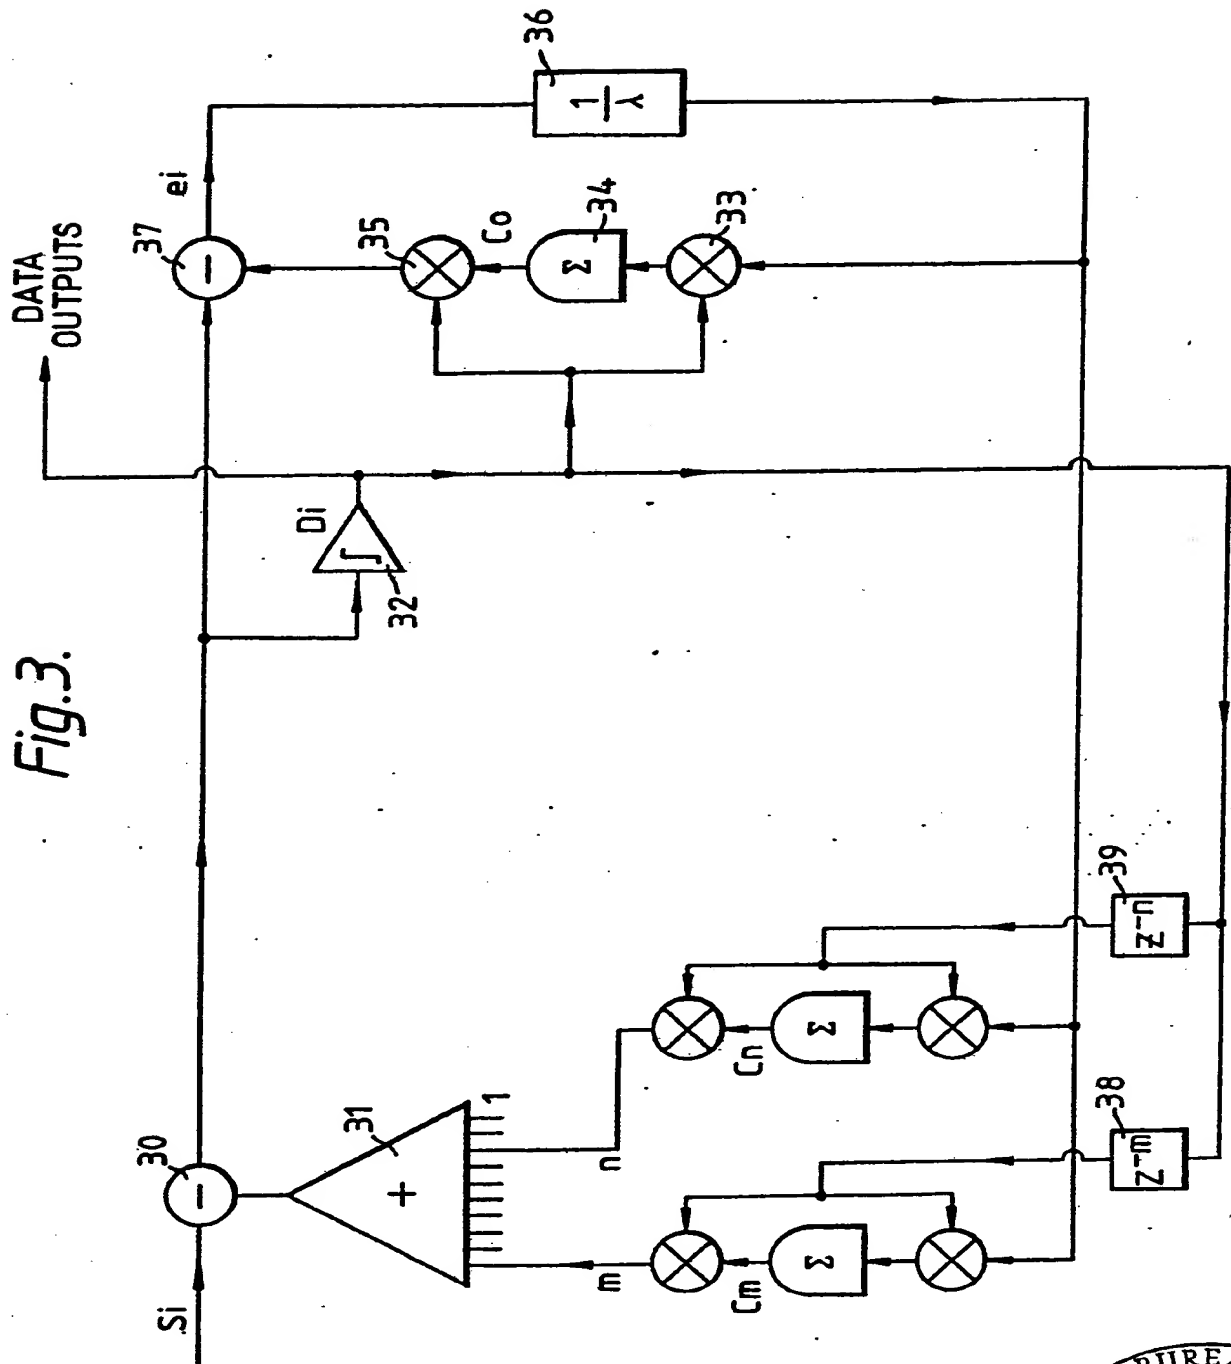 Fig.3.
DATA
OUTPUTS
Si
30
−
31
+
m
n
1
Di
∫
32
37
−
ei
35
Co
34
Σ
33
36
1
λ
Cm
Σ
Cn
Σ
38
Z⁻ᵐ
39
Z⁻ⁿ
BUREA